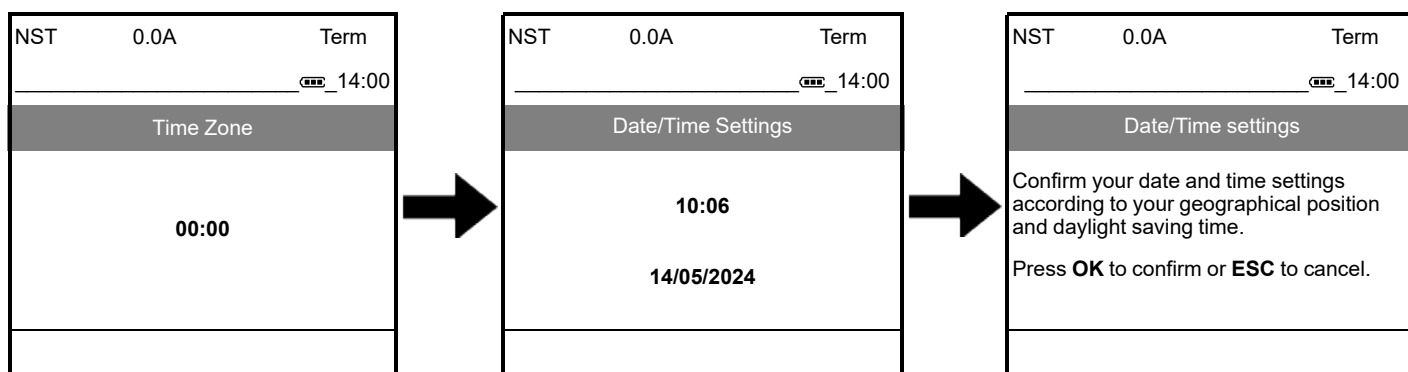 NST 0.0A Term
14:00
Time Zone
00:00
NST 0.0A Term
14:00
Date/Time Settings
10:06
14/05/2024
NST 0.0A Term
14:00
Date/Time settings
Confirm your date and time settings
according to your geographical position
and daylight saving time.
Press OK to confirm or ESC to cancel.